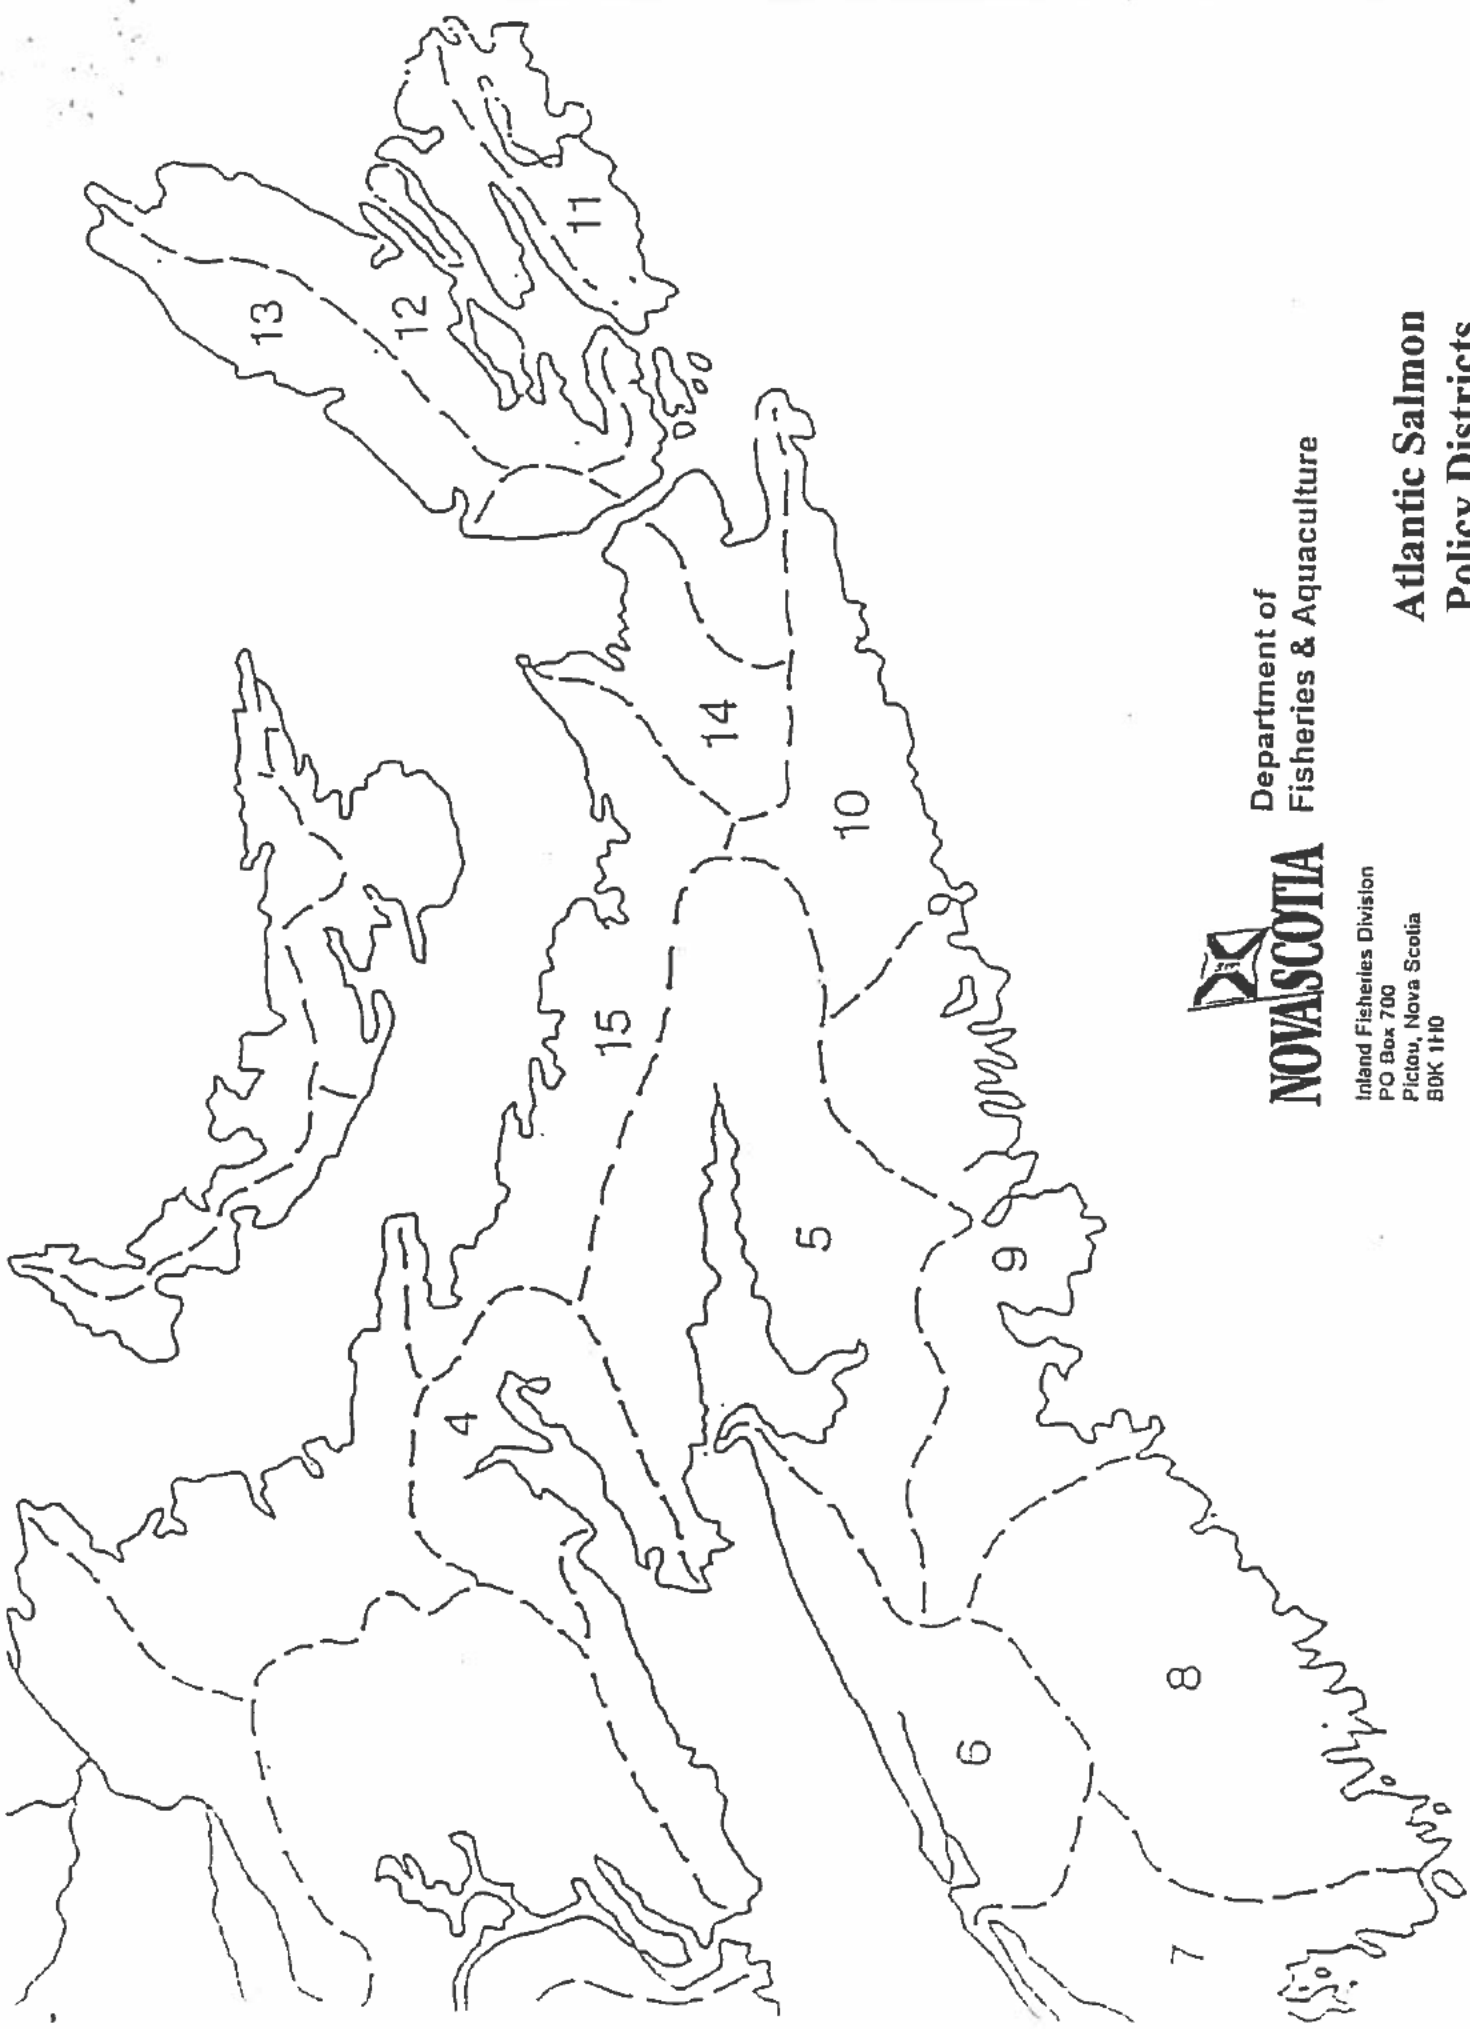 13
12
11
14
10
15
4
5
9
6
8
7
NOVA SCOTIA
Department of
Fisheries & Aquaculture
Inland Fisheries Division
PO Box 700
Pictou, Nova Scotia
B0K 1H0
Atlantic Salmon
Policy Districts